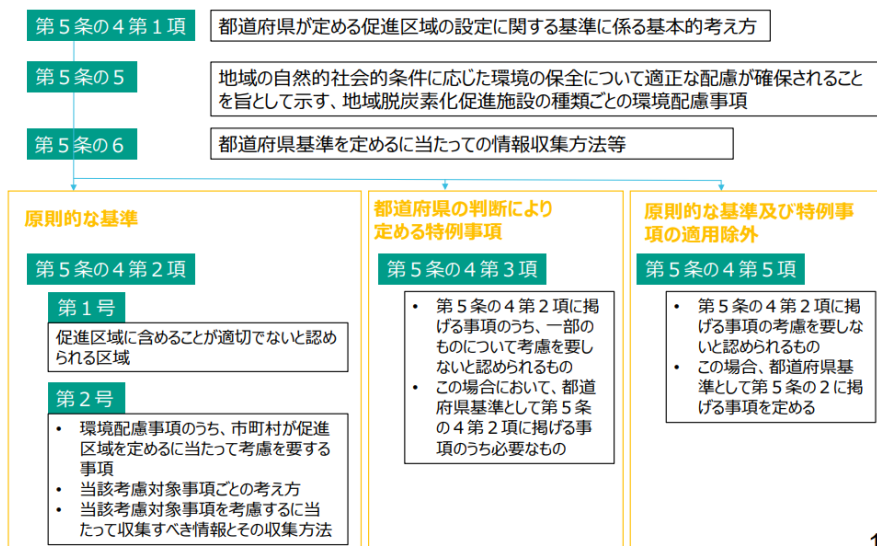 第５条の４第１項
都道府県が定める促進区域の設定に関する基準に係る基本的考え方
第５条の５
地域の自然的社会的条件に応じた環境の保全について適正な配慮が確保されること
を旨として示す、地域脱炭素化促進施設の種類ごとの環境配慮事項
第５条の６
都道府県基準を定めるに当たっての情報収集方法等
原則的な基準
第５条の４第２項
第１号
促進区域に含めることが適切でないと認め
られる区域
第２号
• 環境配慮事項のうち、市町村が促進
区域を定めるに当たって考慮を要する
事項
• 当該考慮対象事項ごとの考え方
• 当該考慮対象事項を考慮するに当
たって収集すべき情報とその収集方法
都道府県の判断により
定める特例事項
第５条の４第３項
• 第５条の４第２項に掲
げる事項のうち、一部の
ものについて考慮を要
しないと認められるもの
• この場合において、都道
府県基準として第５条
の４第２項に掲げる事
項のうち必要なもの
原則的な基準及び特例事
項の適用除外
第５条の４第５項
• 第５条の４第２項に掲
げる事項の考慮を要しな
いと認められるもの
• この場合、都道府県基
準として第５条の２に掲
げる事項を定める